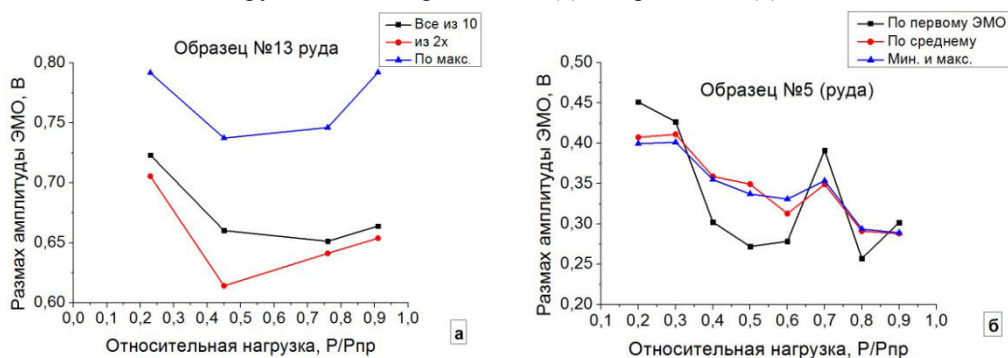 Образец №13 руда
Все из 10
из 2х
По макс.
Размах амплитуды ЭМО, В
0,80
0,75
0,70
0,65
0,60
0,0 0,1 0,2 0,3 0,4 0,5 0,6 0,7 0,8 0,9 1,0
Относительная нагрузка, Р/Рпр
а
По первому ЭМО
По среднему
Мин. и макс.
Образец №5 (руда)
Размах амплитуды ЭМО, В
0,50
0,45
0,40
0,35
0,30
0,25
0,20
0,1 0,2 0,3 0,4 0,5 0,6 0,7 0,8 0,9 1,0
Относительная нагрузка, Р/Рпр
б